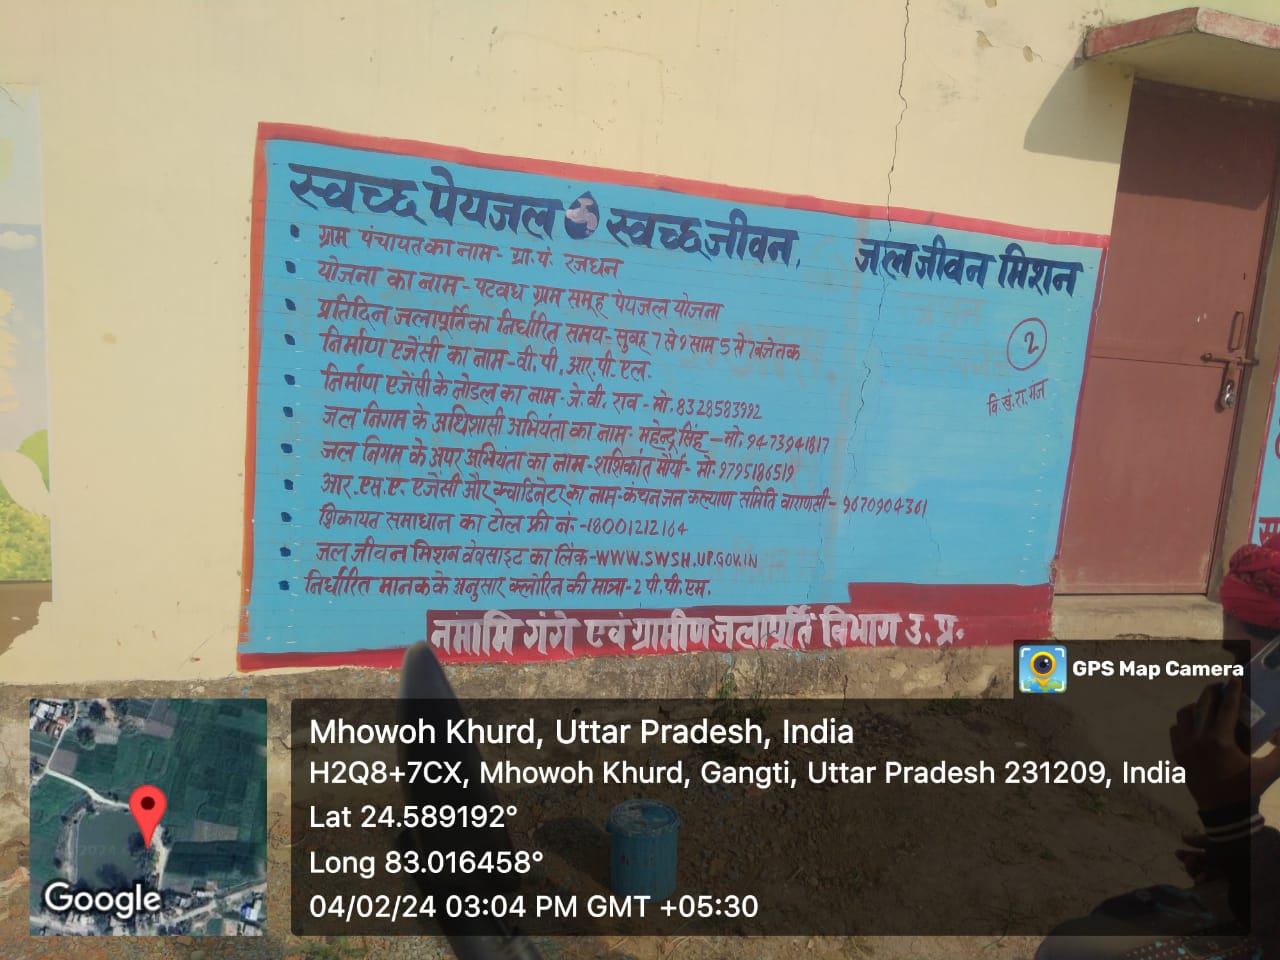 स्वच्छ पेयजल स्वच्छ जीवन, जल जीवन मिशन
• ग्राम पंचायत का नाम - ग्रा. पं. रजधन
• योजना का नाम - पटवध ग्राम समूह पेयजल योजना
• प्रतिदिन जलापूर्ति का निर्धारित समय - सुबह 7 से 9 साम 5 से 7 बजे तक
• निर्माण एजेंसी का नाम - वी. पी. आर. पी. एल.
• निर्माण एजेंसी के नोडल का नाम - जे. वी. राव - मो. 8328583992
• जल निगम के अधिशासी अभियंता का नाम - महेन्द्र सिंह - मो. 9473941817
• जल निगम के अपर अभियंता का नाम - शशिकांत मौर्या - मो. 9795186519
• आर. एस. ए. एजेंसी और क्वाडिनेटर का नाम - कंचन जन कल्याण समिति वाराणसी - 9670904361
• शिकायत समाधान का टोल फ्री नं. - 18001212164
• जल जीवन मिशन वेबसाइट का लिंक - WWW.SWSH.UP.GOV.IN
• निर्धारित मानक के अनुसार क्लोरिन की मात्रा - 2 पी. पी. एम.
2
वि. खं. रा. गंज
नमामि गंगे एवं ग्रामीण जलापूर्ति विभाग उ. प्र.
GPS Map Camera
Mhowoh Khurd, Uttar Pradesh, India
H2Q8+7CX, Mhowoh Khurd, Gangti, Uttar Pradesh 231209, India
Lat 24.589192°
Long 83.016458°
04/02/24 03:04 PM GMT +05:30
Google